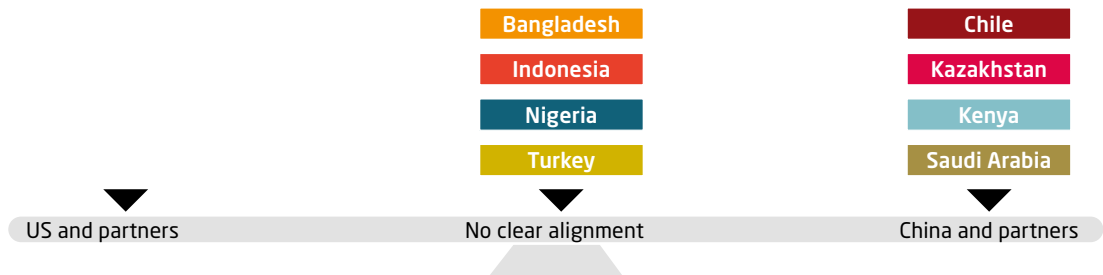 Bangladesh
Chile
Indonesia
Kazakhstan
Nigeria
Kenya
Turkey
Saudi Arabia
US and partners
No clear alignment
China and partners